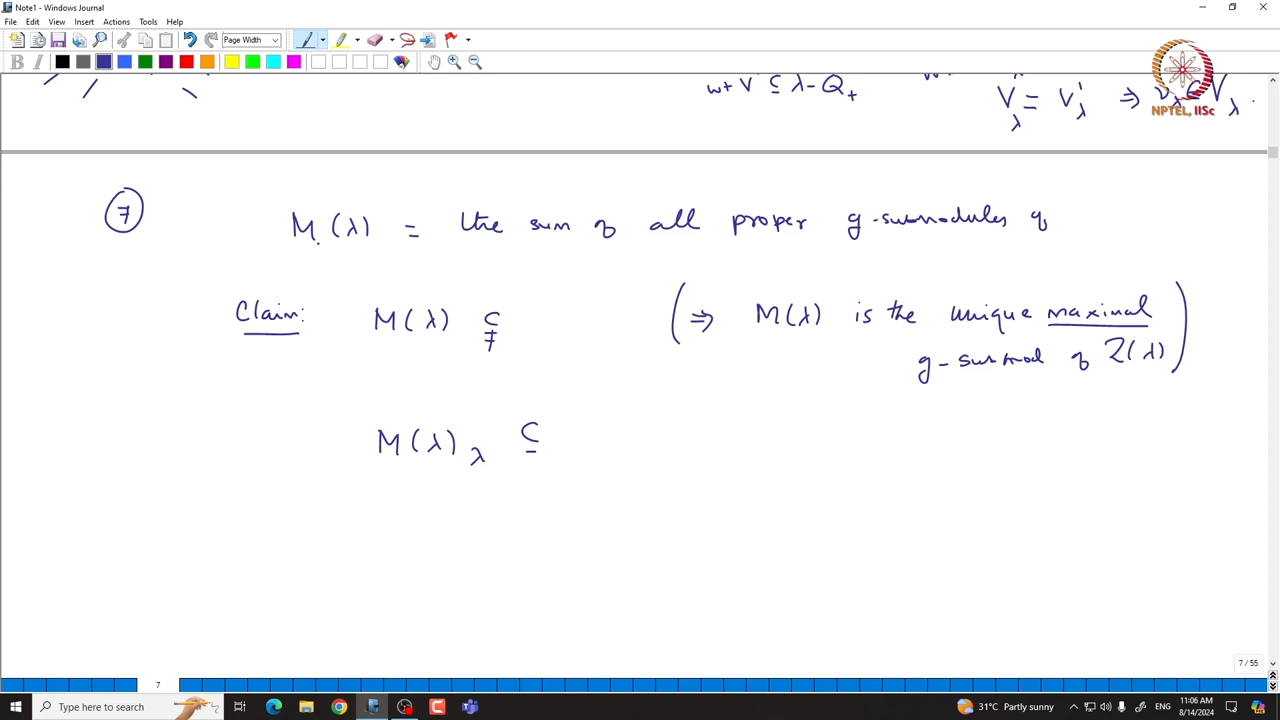 Note1 - Windows Journal
File Edit View Insert Actions Tools Help
Page Width
B I
wt V ⊆ λ - Q₊
V_λ = V'_λ ⇒ v_λ ∈ V_λ .
NPTEL, IISc
⑦ M(λ) = the sum of all proper g-submodules of
Claim: M(λ) ⊊ ( ⇒ M(λ) is the unique maximal
g-submod of Z(λ) )
M(λ)_λ ⊆
7 / 55
7
Type here to search
31°C Partly sunny
ENG
11:06 AM
8/14/2024